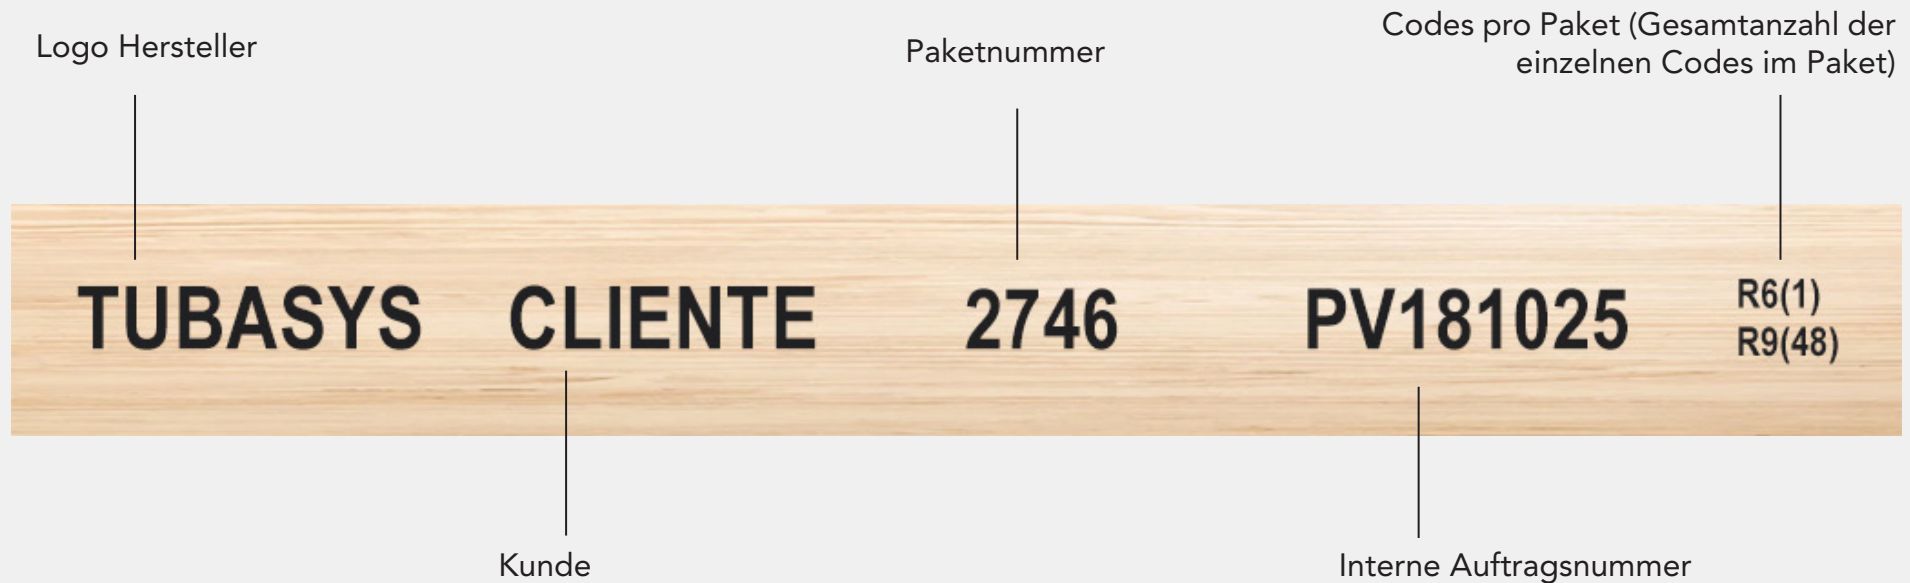 Logo Hersteller
Paketnummer
Codes pro Paket (Gesamtanzahl der
einzelnen Codes im Paket)
TUBASYS CLIENTE 2746 PV181025
R6(1)
R9(48)
Kunde
Interne Auftragsnummer